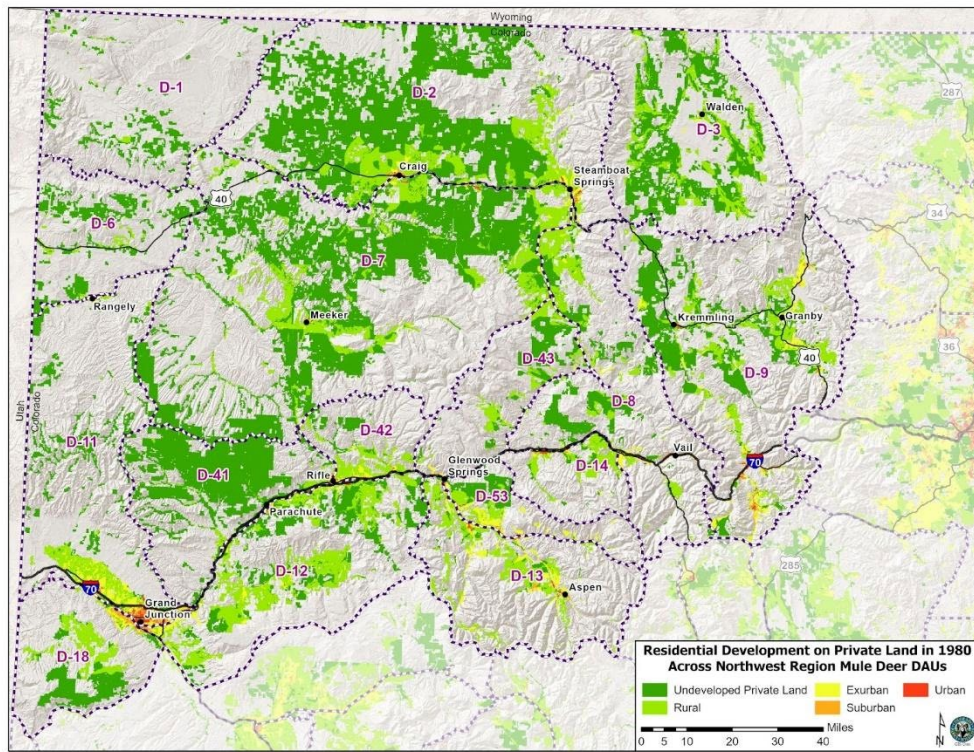 Wyoming
Colorado
287
D-1
D-2
Walden
D-3
Craig
Steamboat
Springs
40
34
D-6
D-7
Rangely
Meeker
Kremmling
Granby
36
D-43
40
D-9
Utah
Colorado
D-8
D-11
D-42
Vail
Glenwood
Springs
70
D-41
Rifle
D-14
D-53
Parachute
285
D-12
D-13
70
Aspen
Grand
Junction
D-18
Residential Development on Private Land in 1980
Across Northwest Region Mule Deer DAUs
Undeveloped Private Land
Exurban
Urban
Rural
Suburban
Miles
0 5 10 20 30 40
N